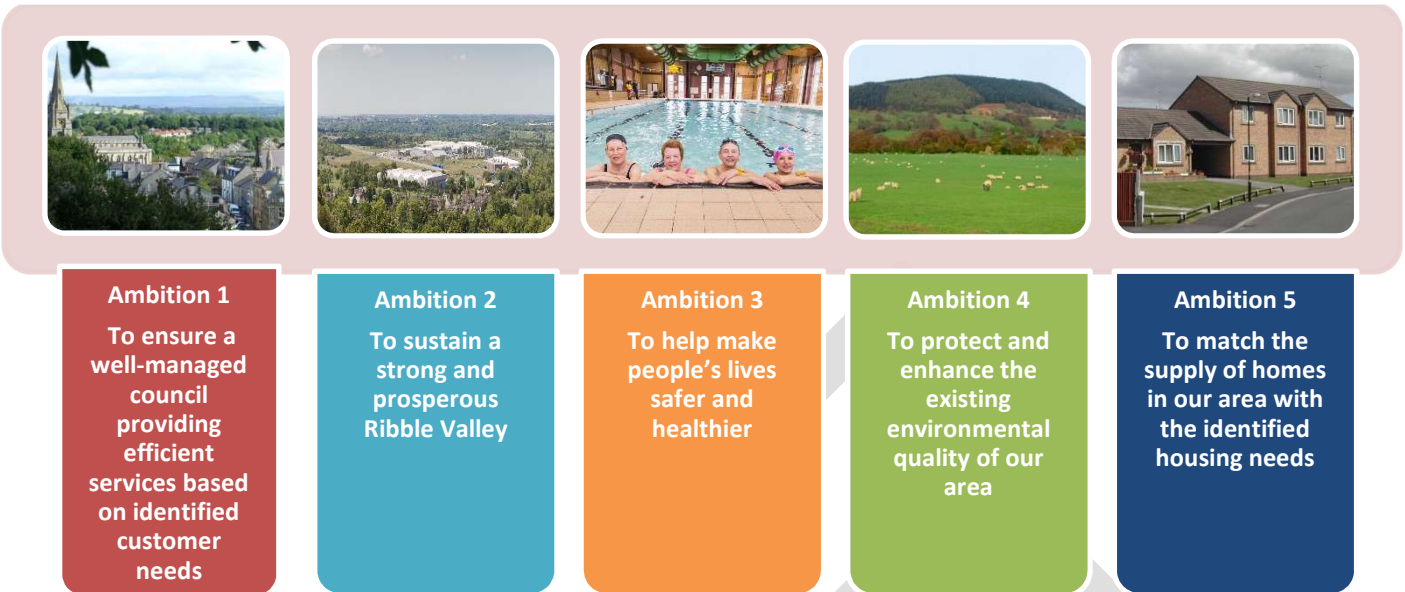 Ambition 1
To ensure a
well-managed
council
providing
efficient
services based
on identified
customer
needs
Ambition 2
To sustain a
strong and
prosperous
Ribble Valley
Ambition 3
To help make
people’s lives
safer and
healthier
Ambition 4
To protect and
enhance the
existing
environmental
quality of our
area
Ambition 5
To match the
supply of homes
in our area with
the identified
housing needs